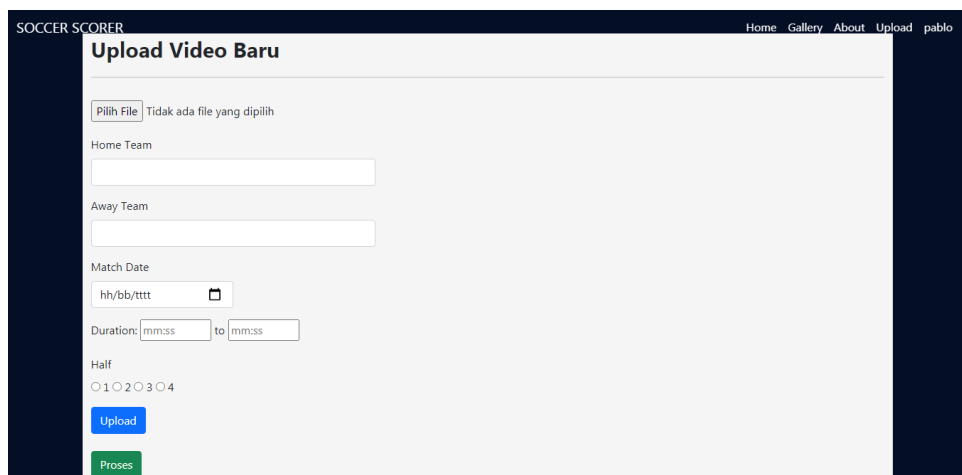 SOCCER SCORER
Home Gallery About Upload pablo
Upload Video Baru
Pilih File Tidak ada file yang dipilih
Home Team
Away Team
Match Date
hh/bb/tttt
Duration: mm:ss to mm:ss
Half
1 2 3 4
Upload
Proses